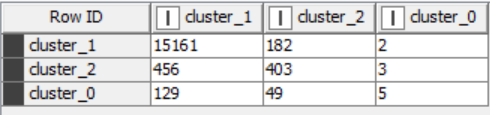 Row ID I cluster_1 I cluster_2 I cluster_0
cluster_1 15161 182 2
cluster_2 456 403 3
cluster_0 129 49 5